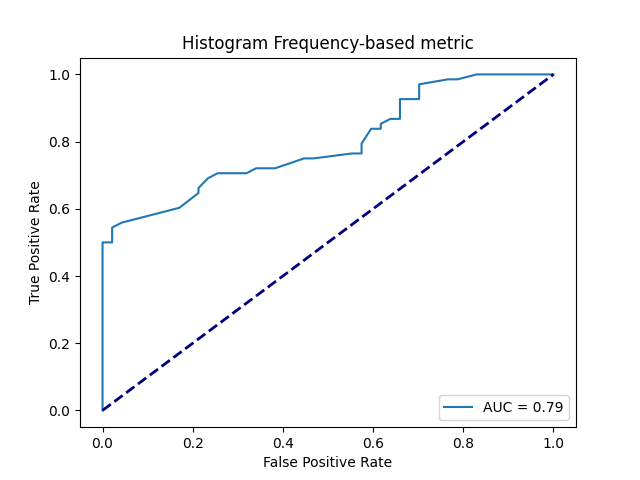 Histogram Frequency-based metric
True Positive Rate
1.0
0.8
0.6
0.4
0.2
0.0
AUC = 0.79
0.0 0.2 0.4 0.6 0.8 1.0
False Positive Rate